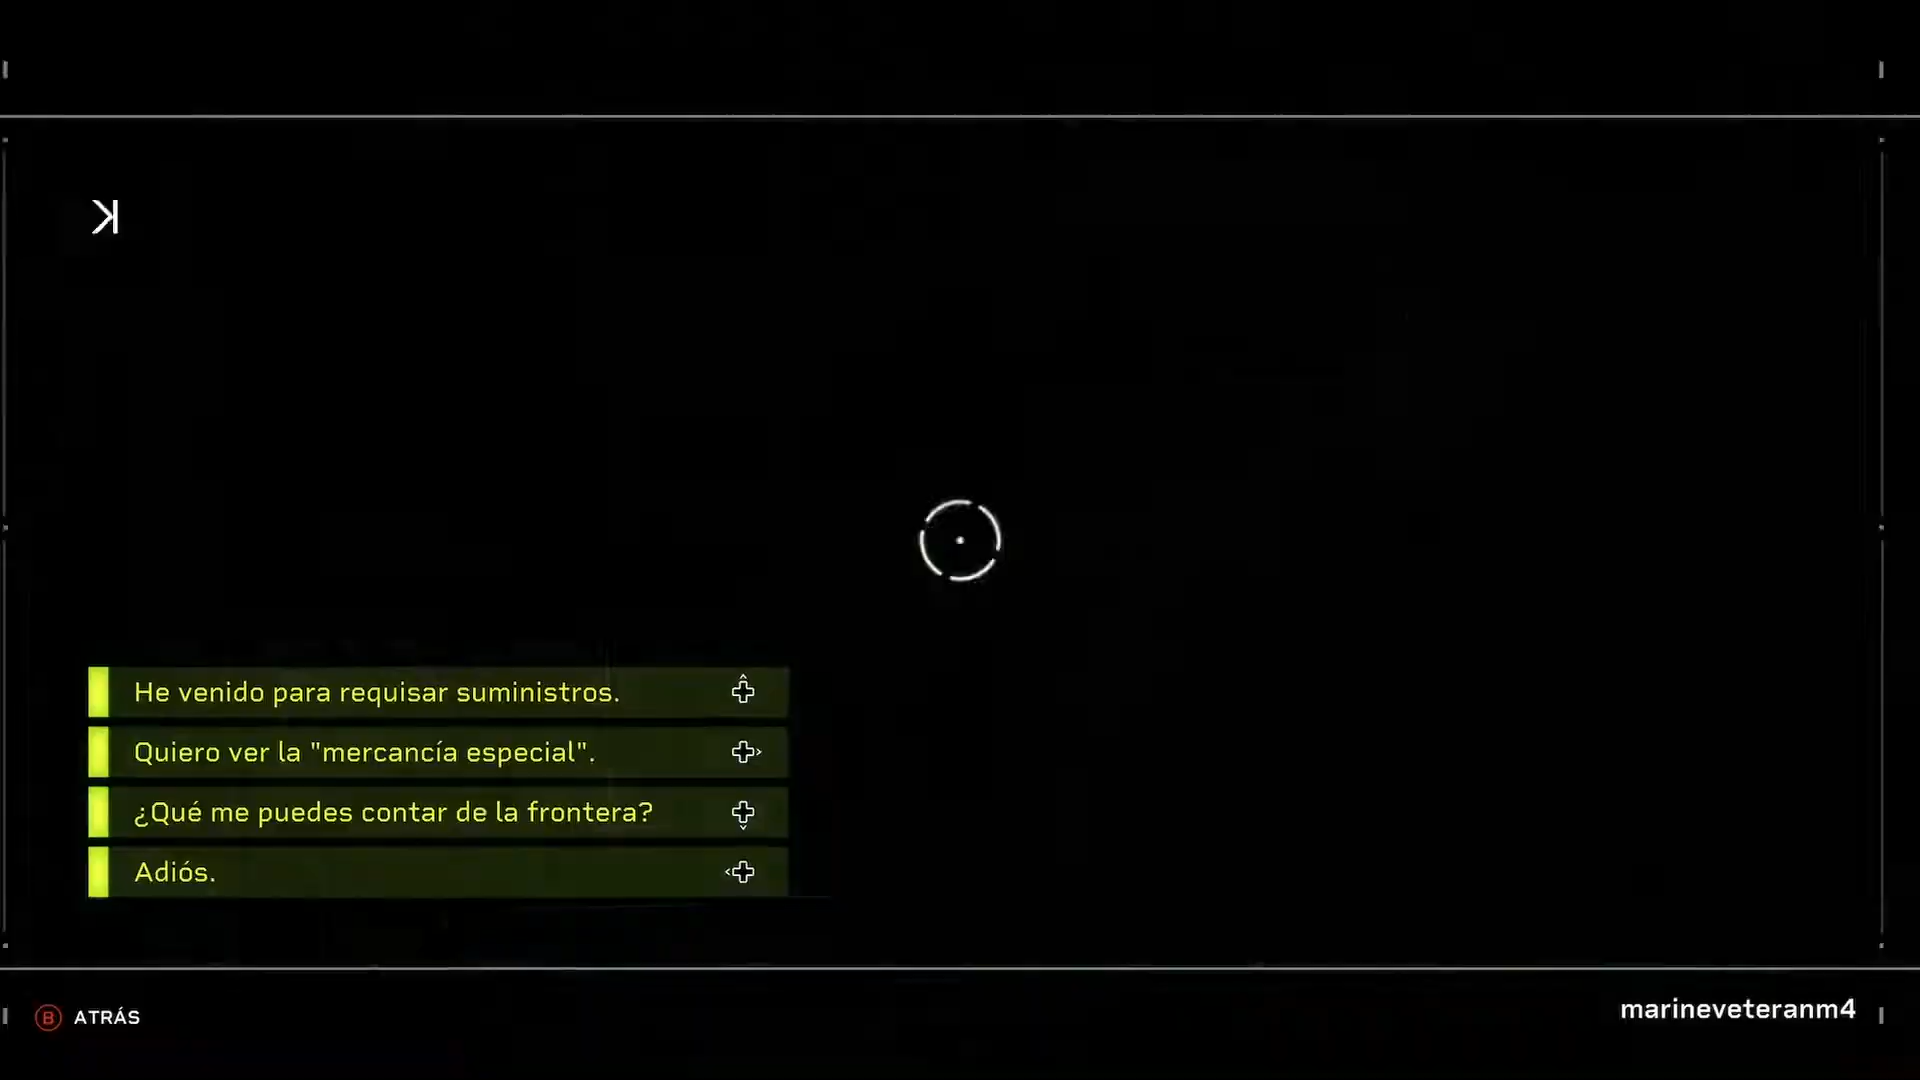 He venido para requisar suministros.
Quiero ver la "mercancía especial".
¿Qué me puedes contar de la frontera?
Adiós.
B ATRÁS
marineveteranm4